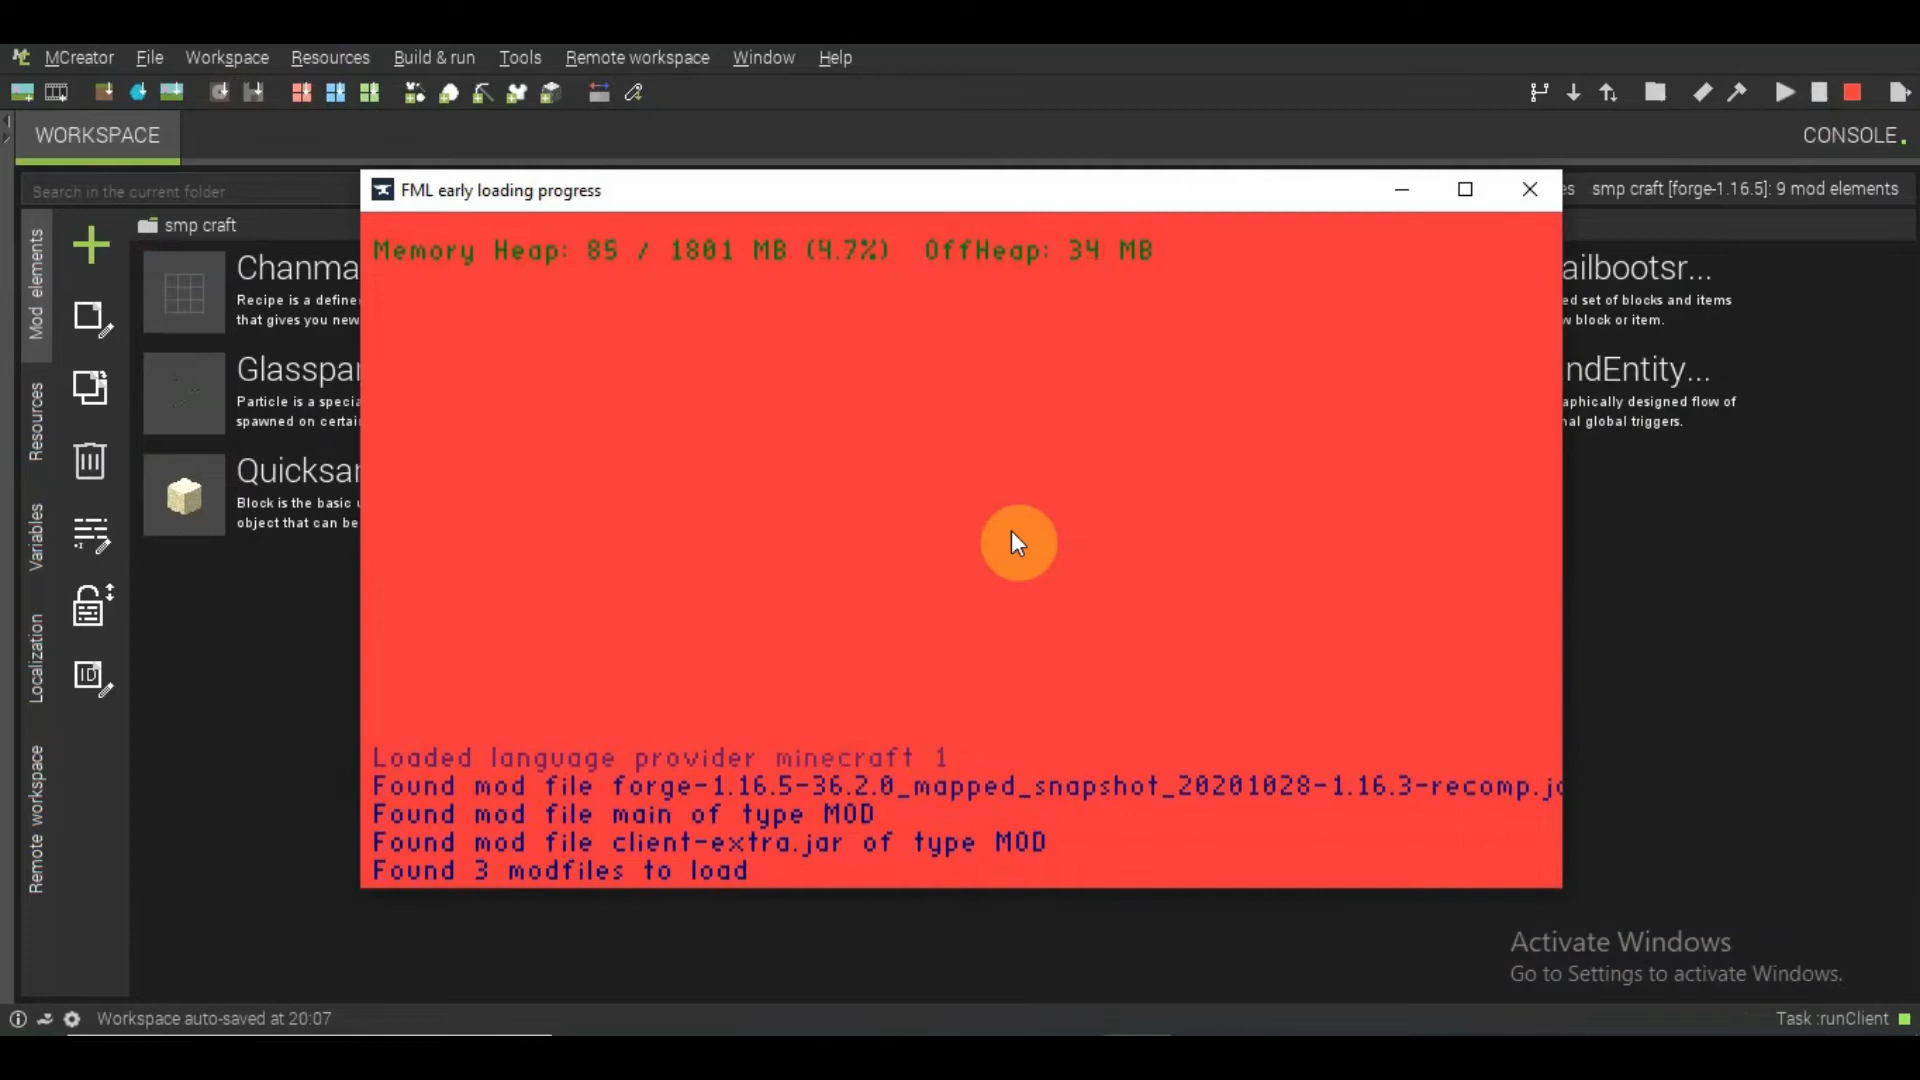 MCreator File Workspace Resources Build & run Tools Remote workspace Window Help
WORKSPACE
CONSOLE
Search in the current folder
FML early loading progress
smp craft [forge-1.16.5]: 9 mod elements
smp craft
Mod elements
Resources
Variables
Localization
Remote workspace
Memory Heap: 85 / 1801 MB (4.7%) OffHeap: 34 MB
Recipe is a define
that gives you new
Particle is a specia
spawned on certain
Block is the basic
object that can be
ailbootsr...
ed set of blocks and items
w block or item.
ndEntity...
aphically designed flow of
nal global triggers.
ID
Loaded language provider minecraft 1
Found mod file forge-1.16.5-36.2.0_mapped_snapshot_20201028-1.16.3-recomp.ja
Found mod file main of type MOD
Found mod file client-extra.jar of type MOD
Found 3 modfiles to load
Activate Windows
Go to Settings to activate Windows.
Workspace auto-saved at 20:07
Task :runClient